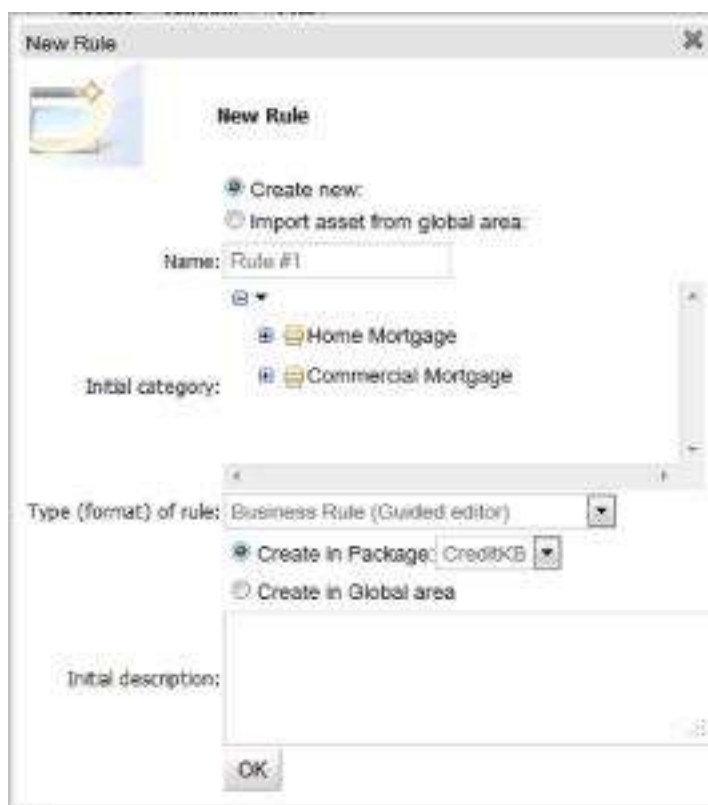 New Rule
New Rule
Create new:
Import asset from global area:
Name: Rule #1
Home Mortgage
Commercial Mortgage
Initial category:
Type (format) of rule: Business Rule (Guided editor)
Create in Package: CreditKB
Create in Global area
Initial description:
OK